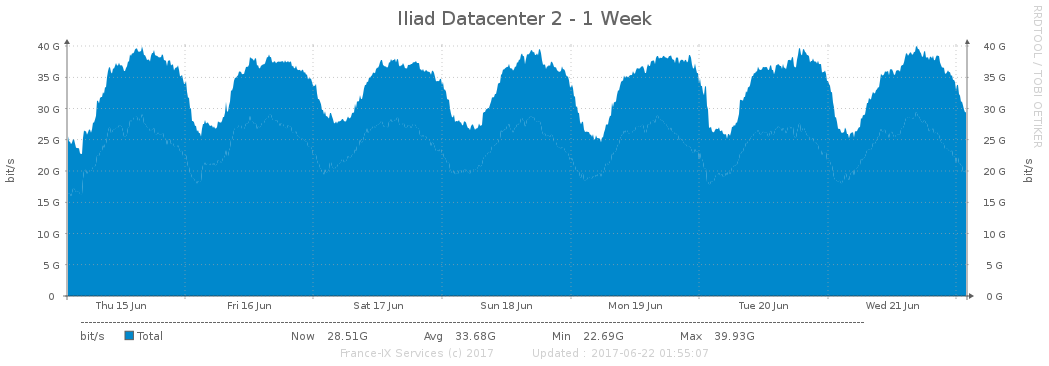 Iliad Datacenter 2 - 1 Week
RRDTOOL / TOBI OETIKER
40 G 40 G
35 G 35 G
30 G 30 G
25 G 25 G
20 G 20 G
15 G 15 G
10 G 10 G
5 G 5 G
0 0 G
bit/s bit/s
Thu 15 Jun Fri 16 Jun Sat 17 Jun Sun 18 Jun Mon 19 Jun Tue 20 Jun Wed 21 Jun
bit/s Total Now 28.51G Avg 33.68G Min 22.69G Max 39.93G
France-IX Services (c) 2017 Updated : 2017-06-22 01:55:07